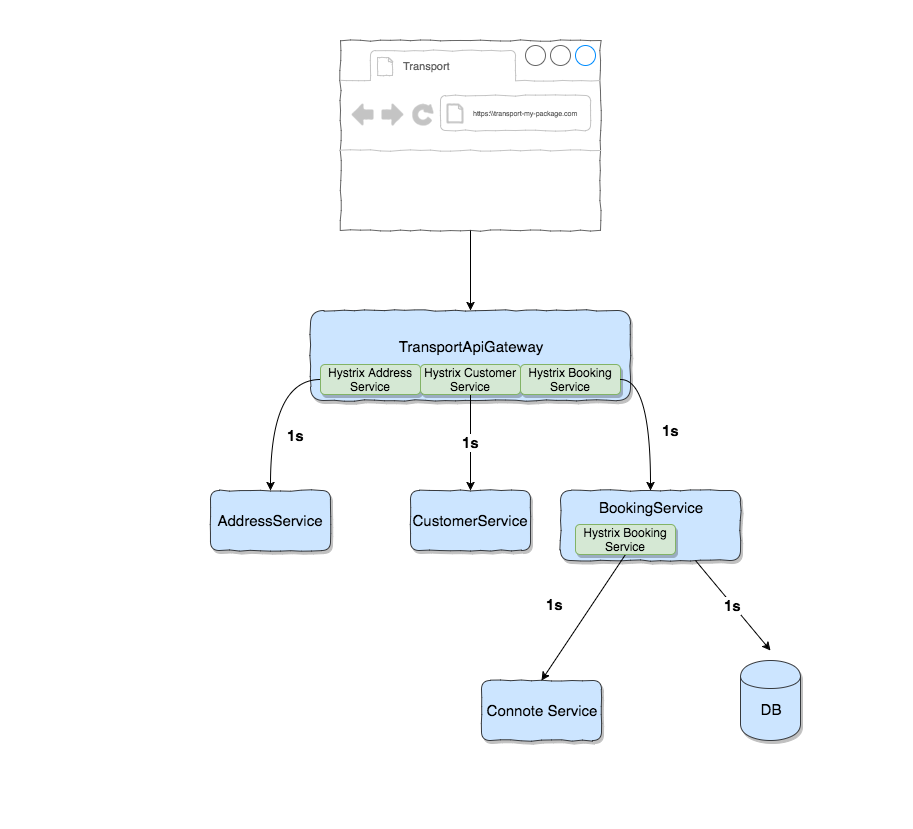 Transport
https://transport-my-package.com
TransportApiGateway
Hystrix Address
Service
Hystrix Customer
Service
Hystrix Booking
Service
1s
1s
1s
AddressService
CustomerService
BookingService
Hystrix Booking
Service
1s
1s
Connote Service
DB